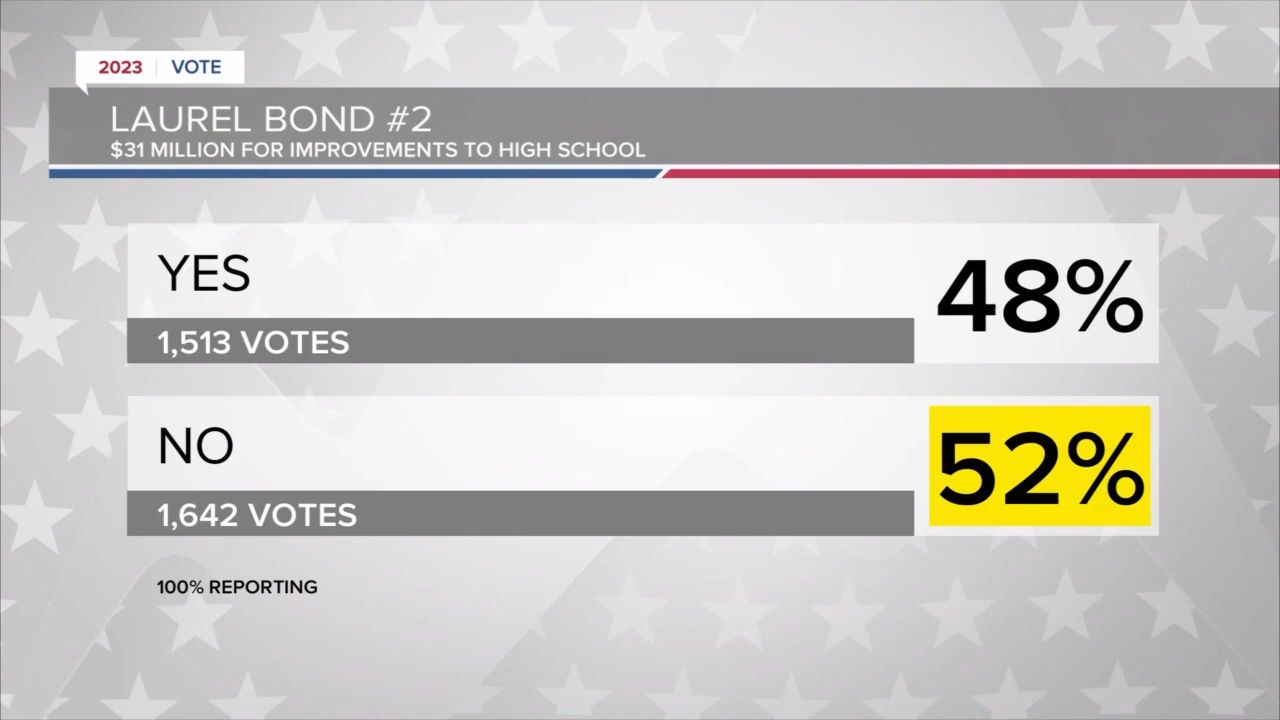 2023 | VOTE
LAUREL BOND #2
$31 MILLION FOR IMPROVEMENTS TO HIGH SCHOOL
YES
48%
1,513 VOTES
NO
52%
1,642 VOTES
100% REPORTING